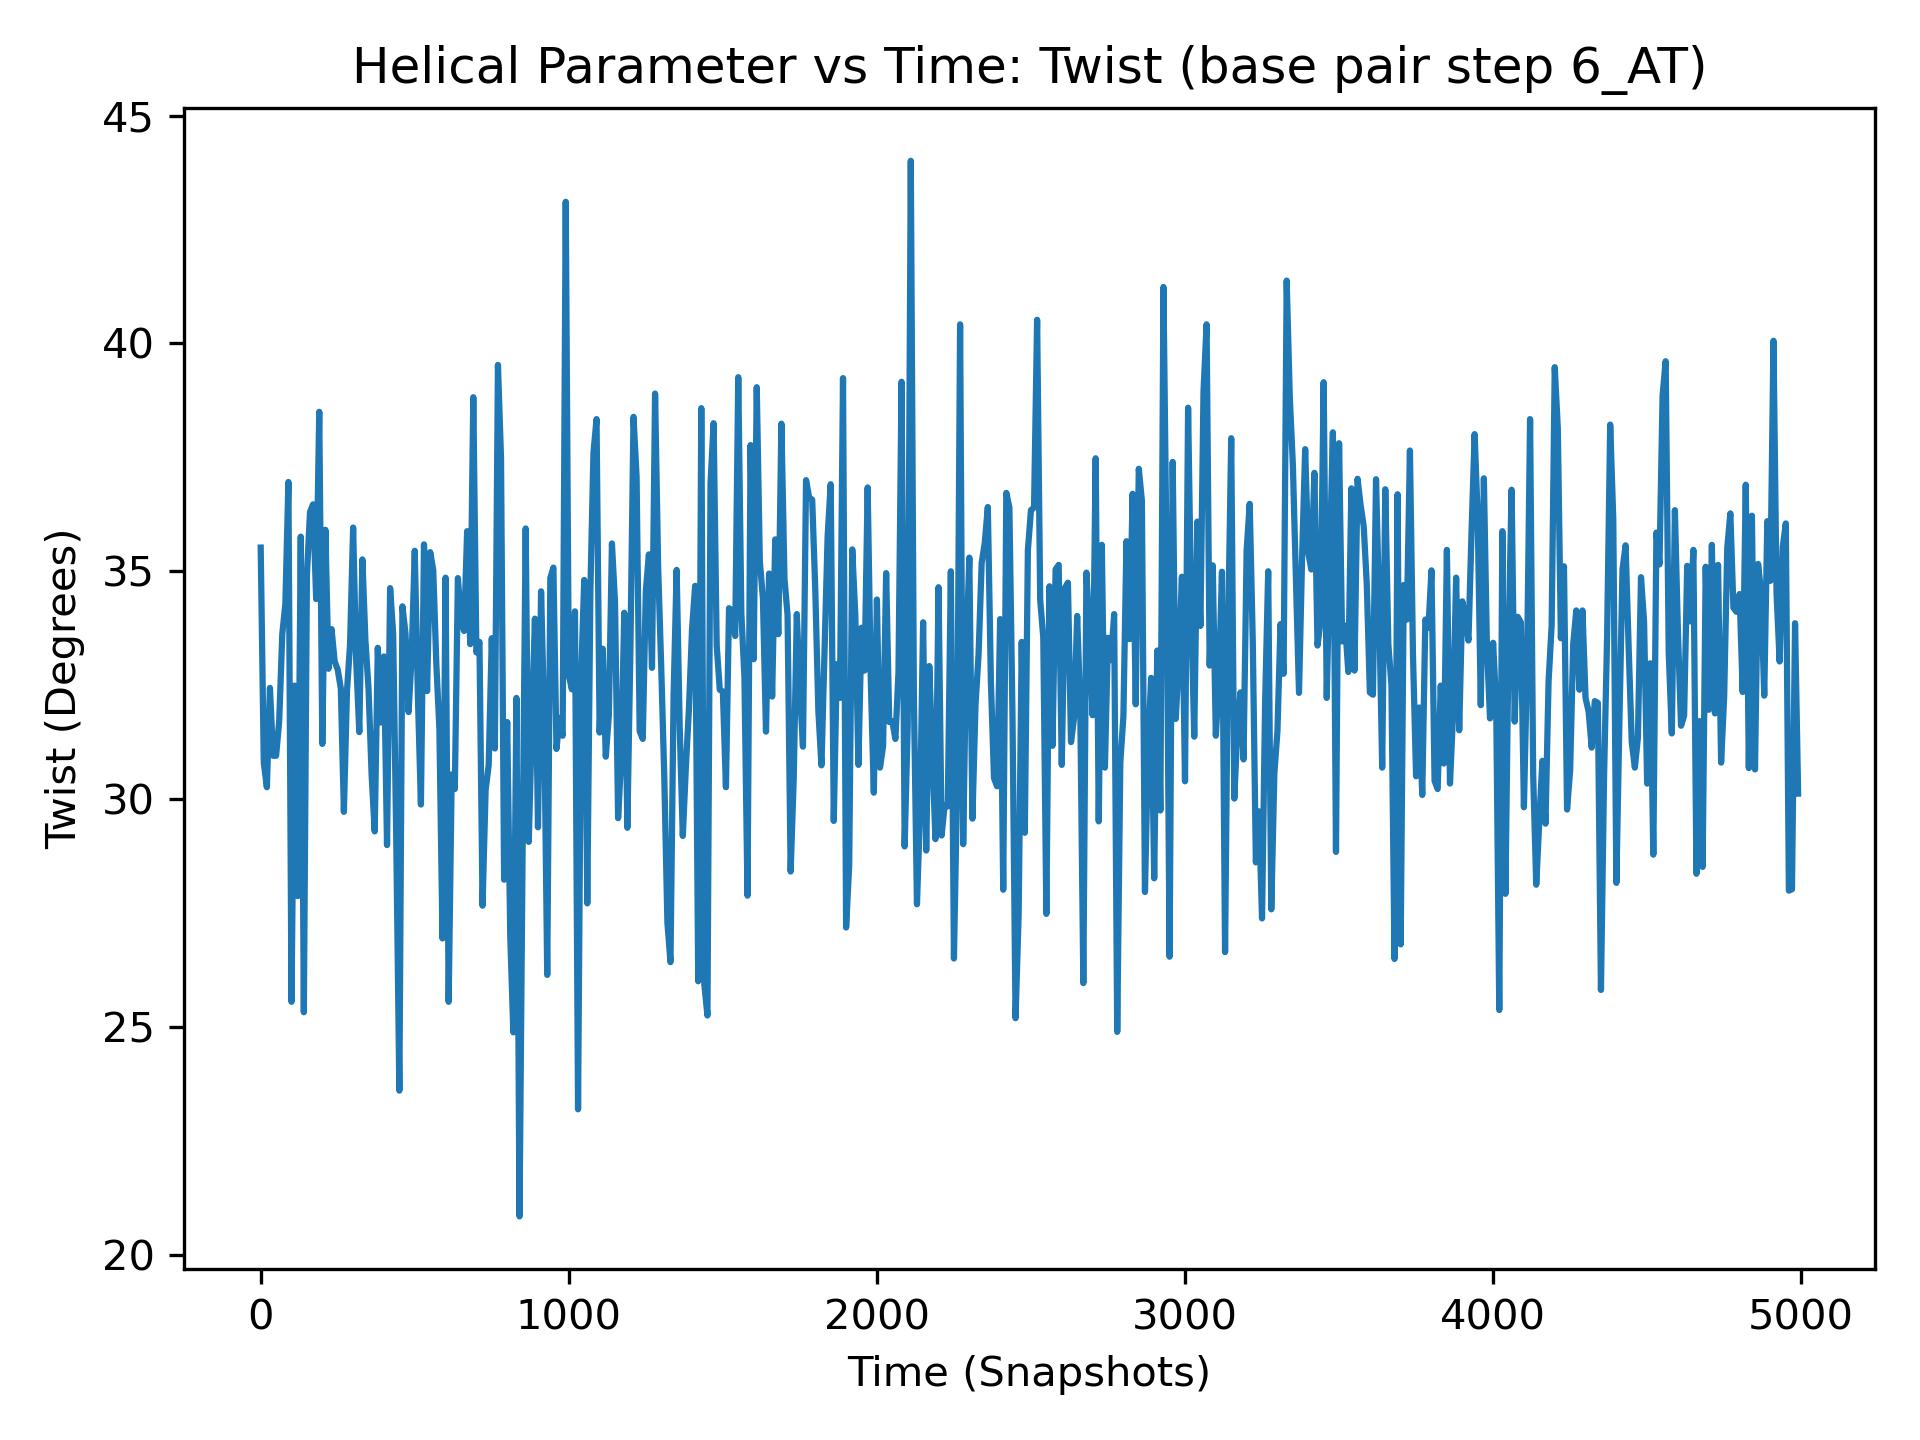 Helical Parameter vs Time: Twist (base pair step 6_AT)
45
40
35
30
25
20
Twist (Degrees)
0 1000 2000 3000 4000 5000
Time (Snapshots)